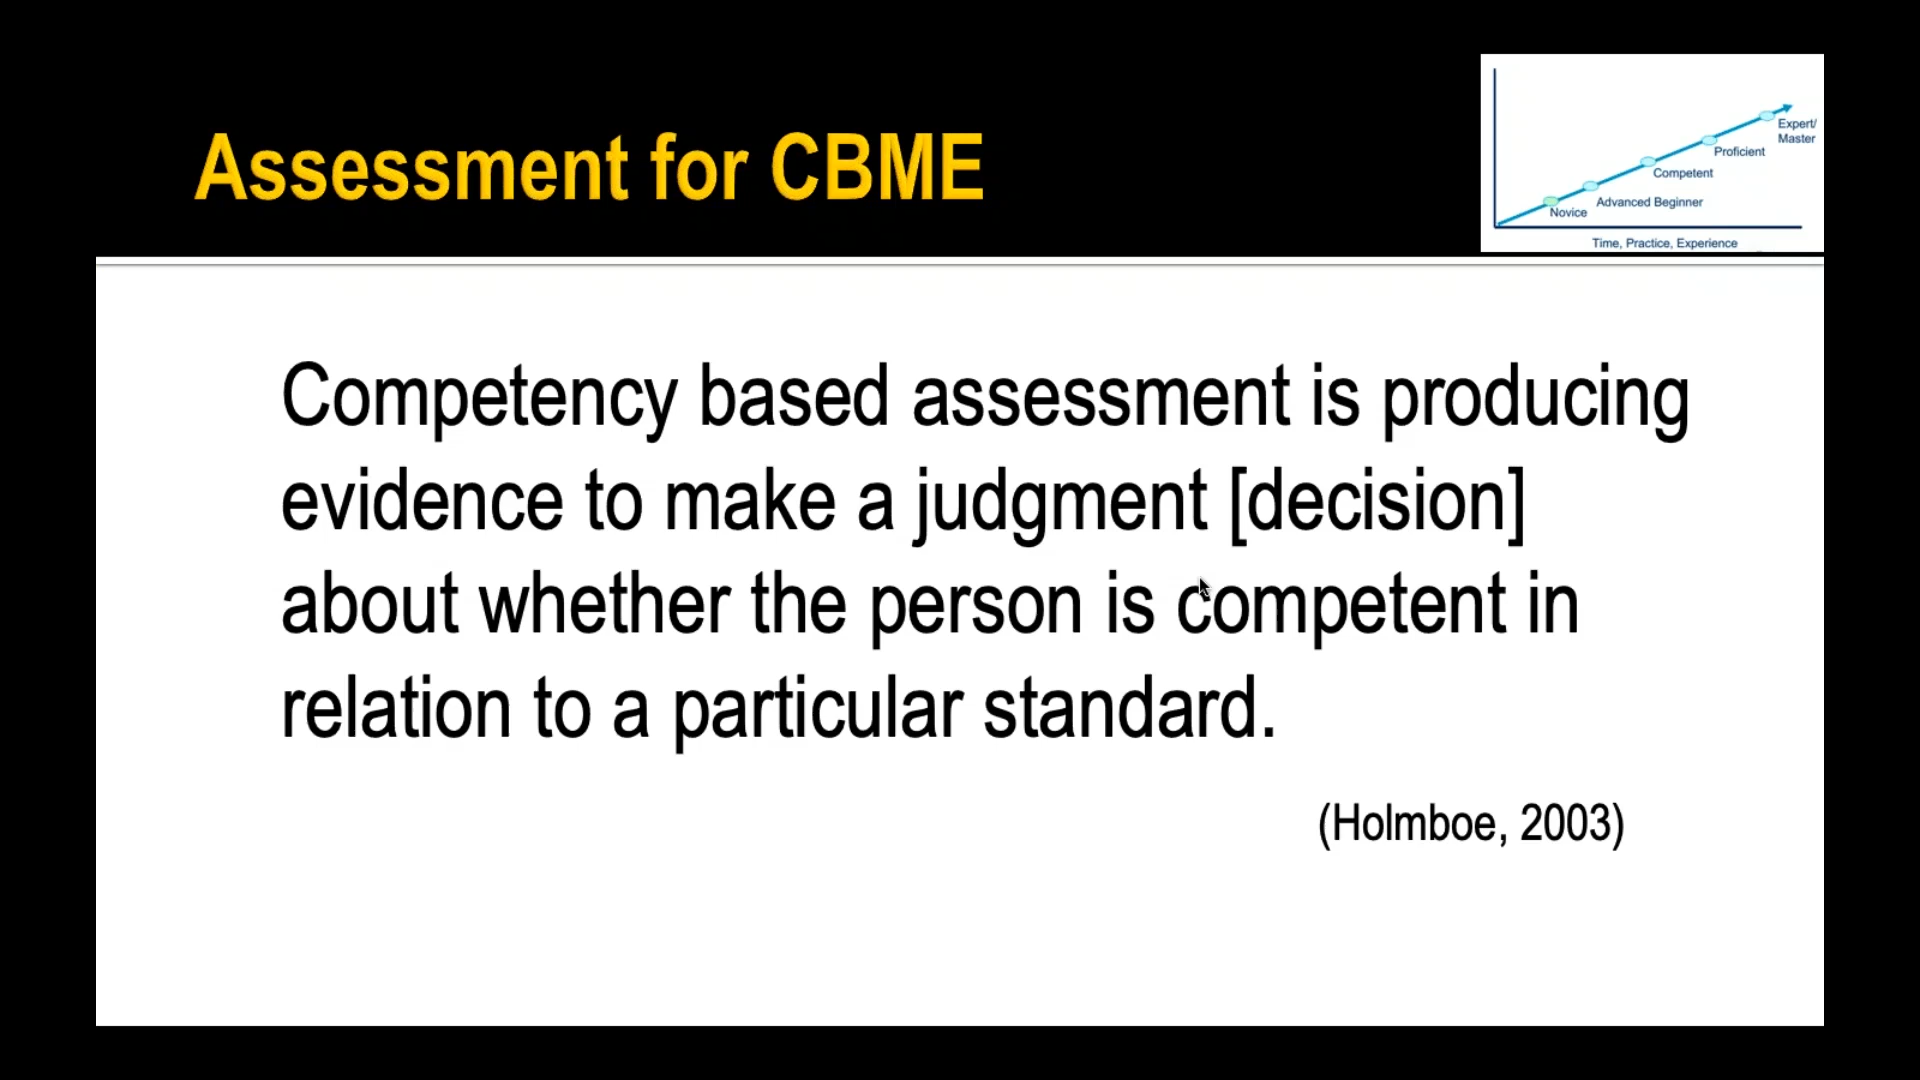 Assessment for CBME
Expert/
Master
Proficient
Competent
Advanced Beginner
Novice
Time, Practice, Experience
Competency based assessment is producing
evidence to make a judgment [decision]
about whether the person is competent in
relation to a particular standard.
(Holmboe, 2003)